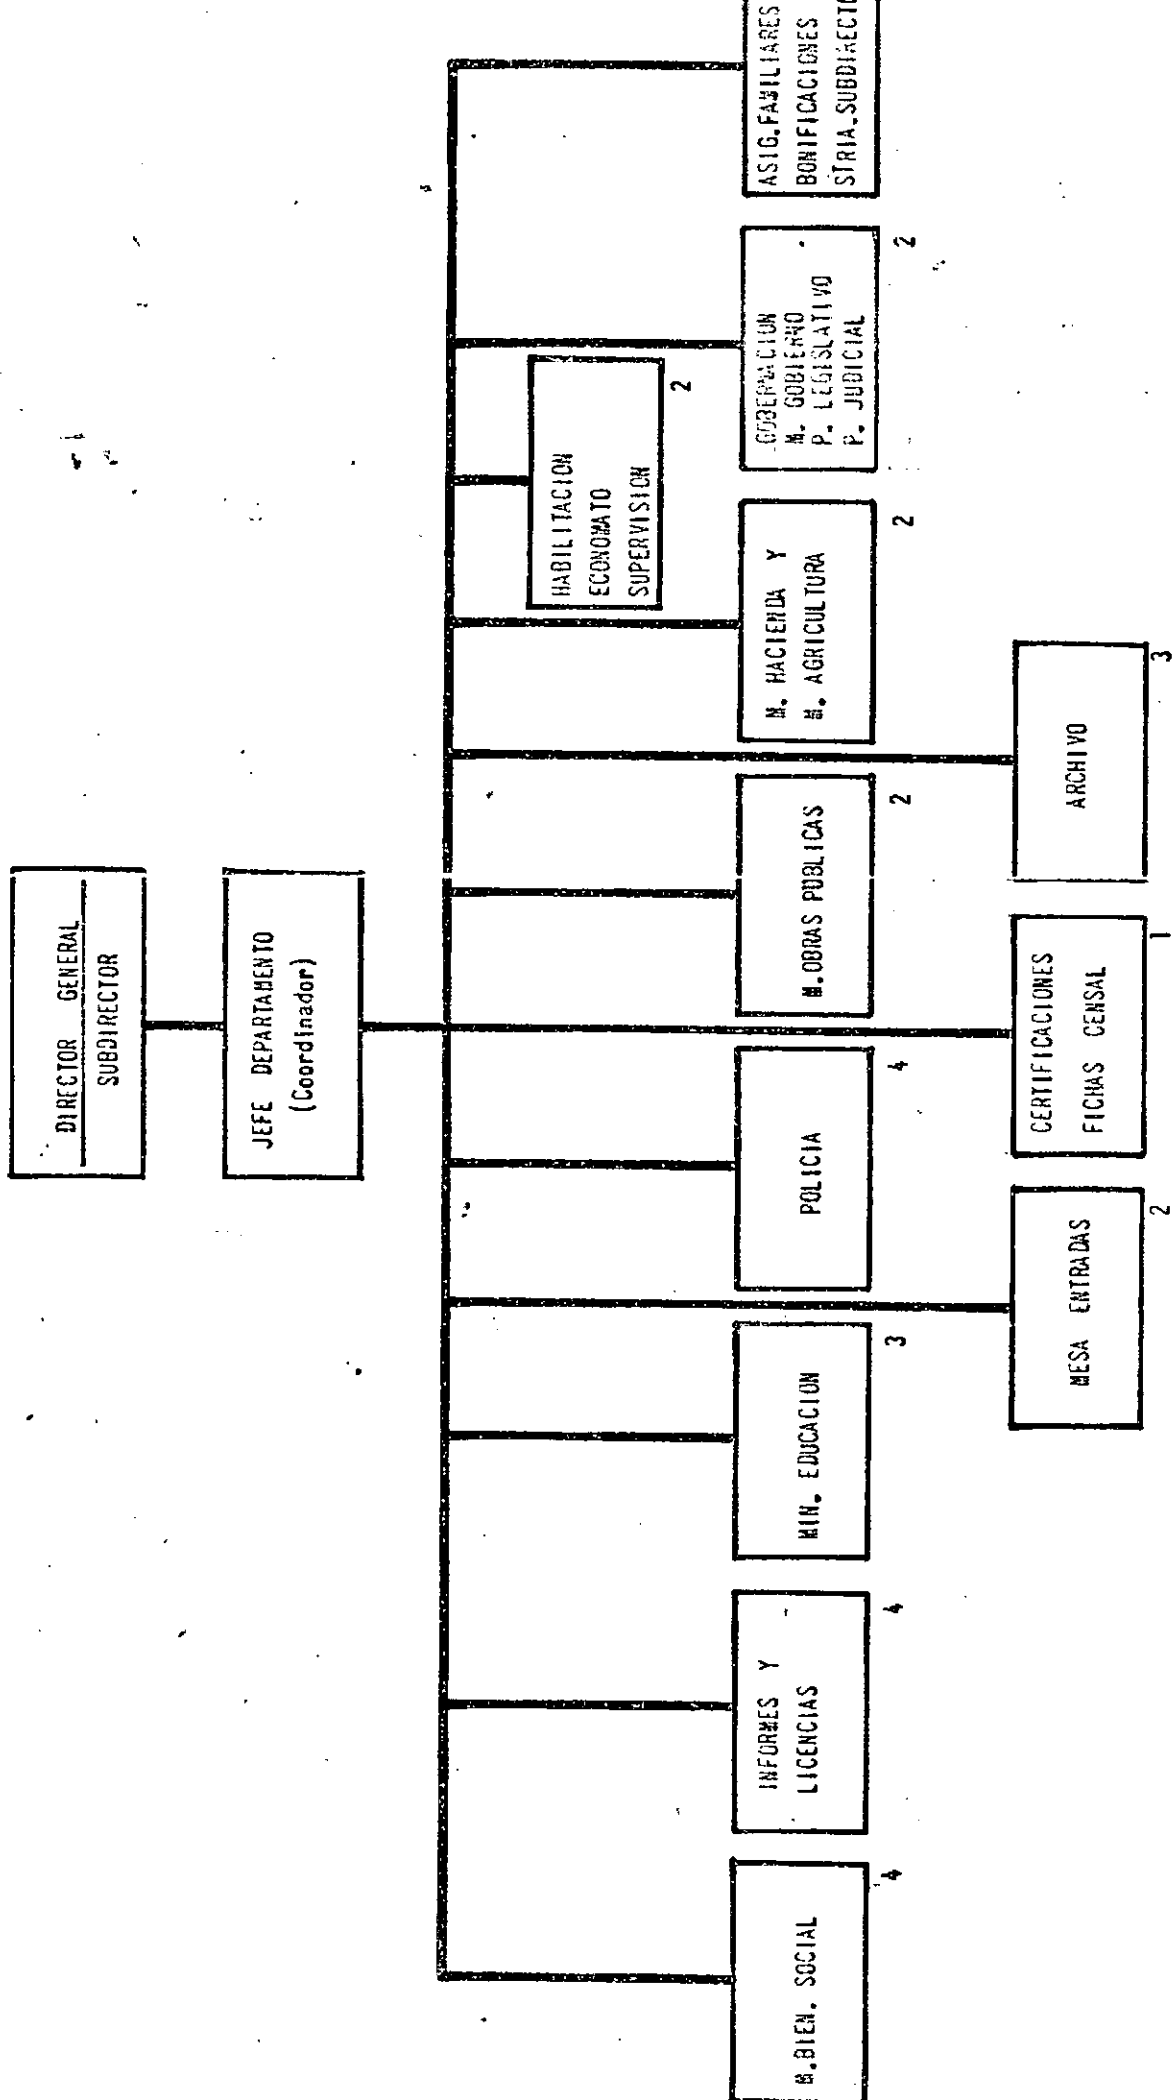 DIRECTOR GENERAL
SUBDIRECTOR
JEFE DEPARTAMENTO
(Coordinador)
HABILITACION
ECONOMATO
SUPERVISION
2
M.BIEN. SOCIAL
4
INFORMES Y
LICENCIAS
4
MIN. EDUCACION
3
POLICIA
4
M.OBRAS PUBLICAS
2
M. HACIENDA Y
M. AGRICULTURA
2
GOBERNACION
M. GOBIERNO
P. LEGISLATIVO
P. JUDICIAL
2
ASIG.FAMILIARES
BONIFICACIONES
STRIA.SUBDIRECTO
MESA ENTRADAS
2
CERTIFICACIONES
FICHAS CENSAL
1
ARCHIVO
3